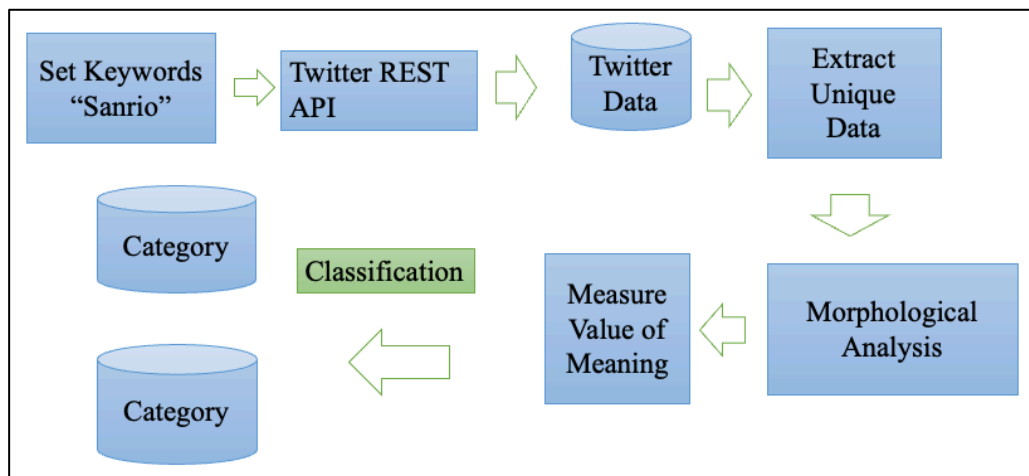 Set Keywords
“Sanrio”
Twitter REST
API
Twitter
Data
Extract
Unique
Data
Morphological
Analysis
Measure
Value of
Meaning
Classification
Category
Category